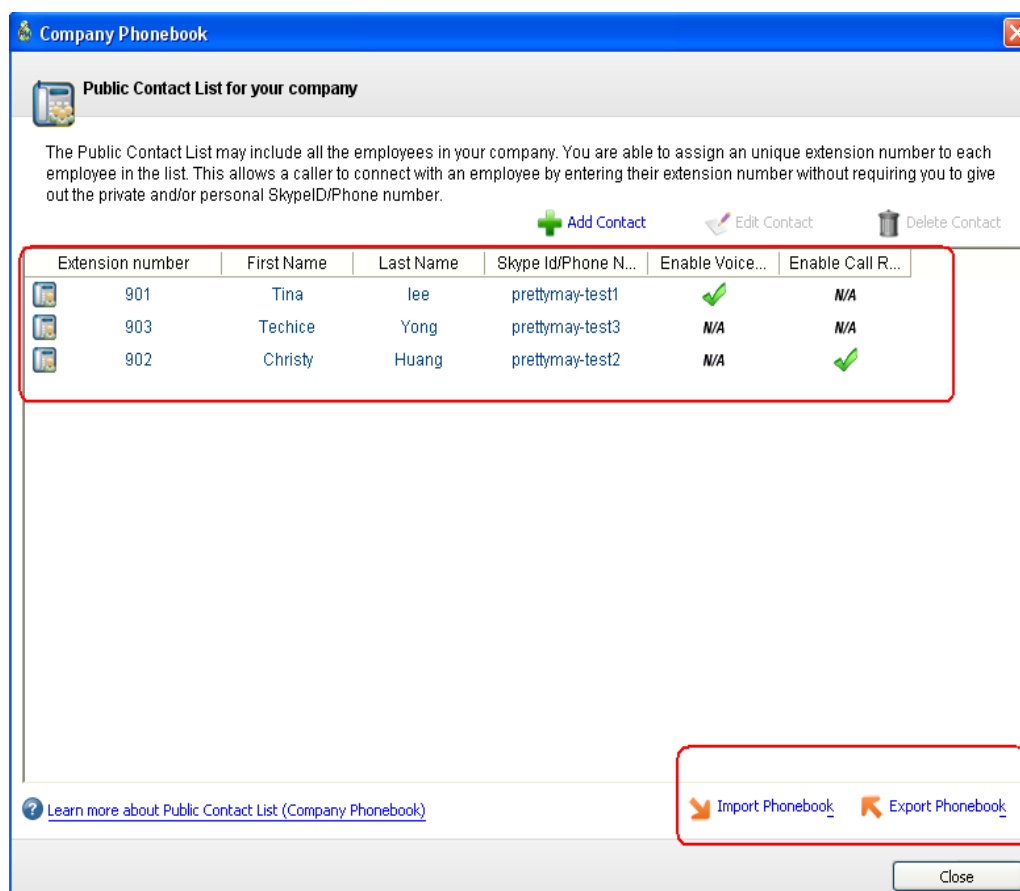 Company Phonebook
Public Contact List for your company
The Public Contact List may include all the employees in your company. You are able to assign an unique extension number to each
employee in the list. This allows a caller to connect with an employee by entering their extension number without requiring you to give
out the private and/or personal SkypeID/Phone number.
Add Contact Edit Contact Delete Contact
Extension number First Name Last Name Skype Id/Phone N... Enable Voice... Enable Call R...
901 Tina lee prettymay-test1 N/A
903 Techice Yong prettymay-test3 N/A N/A
902 Christy Huang prettymay-test2 N/A
Learn more about Public Contact List (Company Phonebook) Import Phonebook Export Phonebook
Close